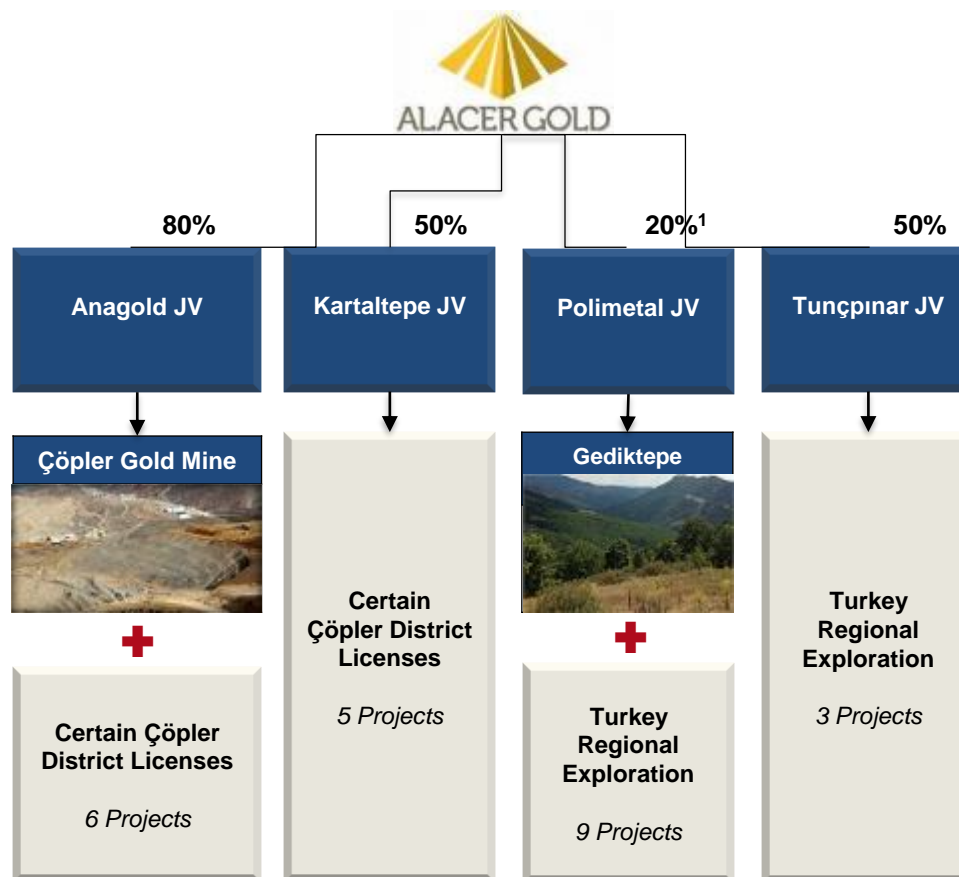 ALACER GOLD
80%
50%
20%¹
50%
Anagold JV
Kartaltepe JV
Polimetal JV
Tunçpınar JV
Çöpler Gold Mine
Gediktepe
Certain
Çöpler District
Licenses
5 Projects
Turkey
Regional
Exploration
3 Projects
Certain Çöpler
District Licenses
6 Projects
Turkey
Regional
Exploration
9 Projects